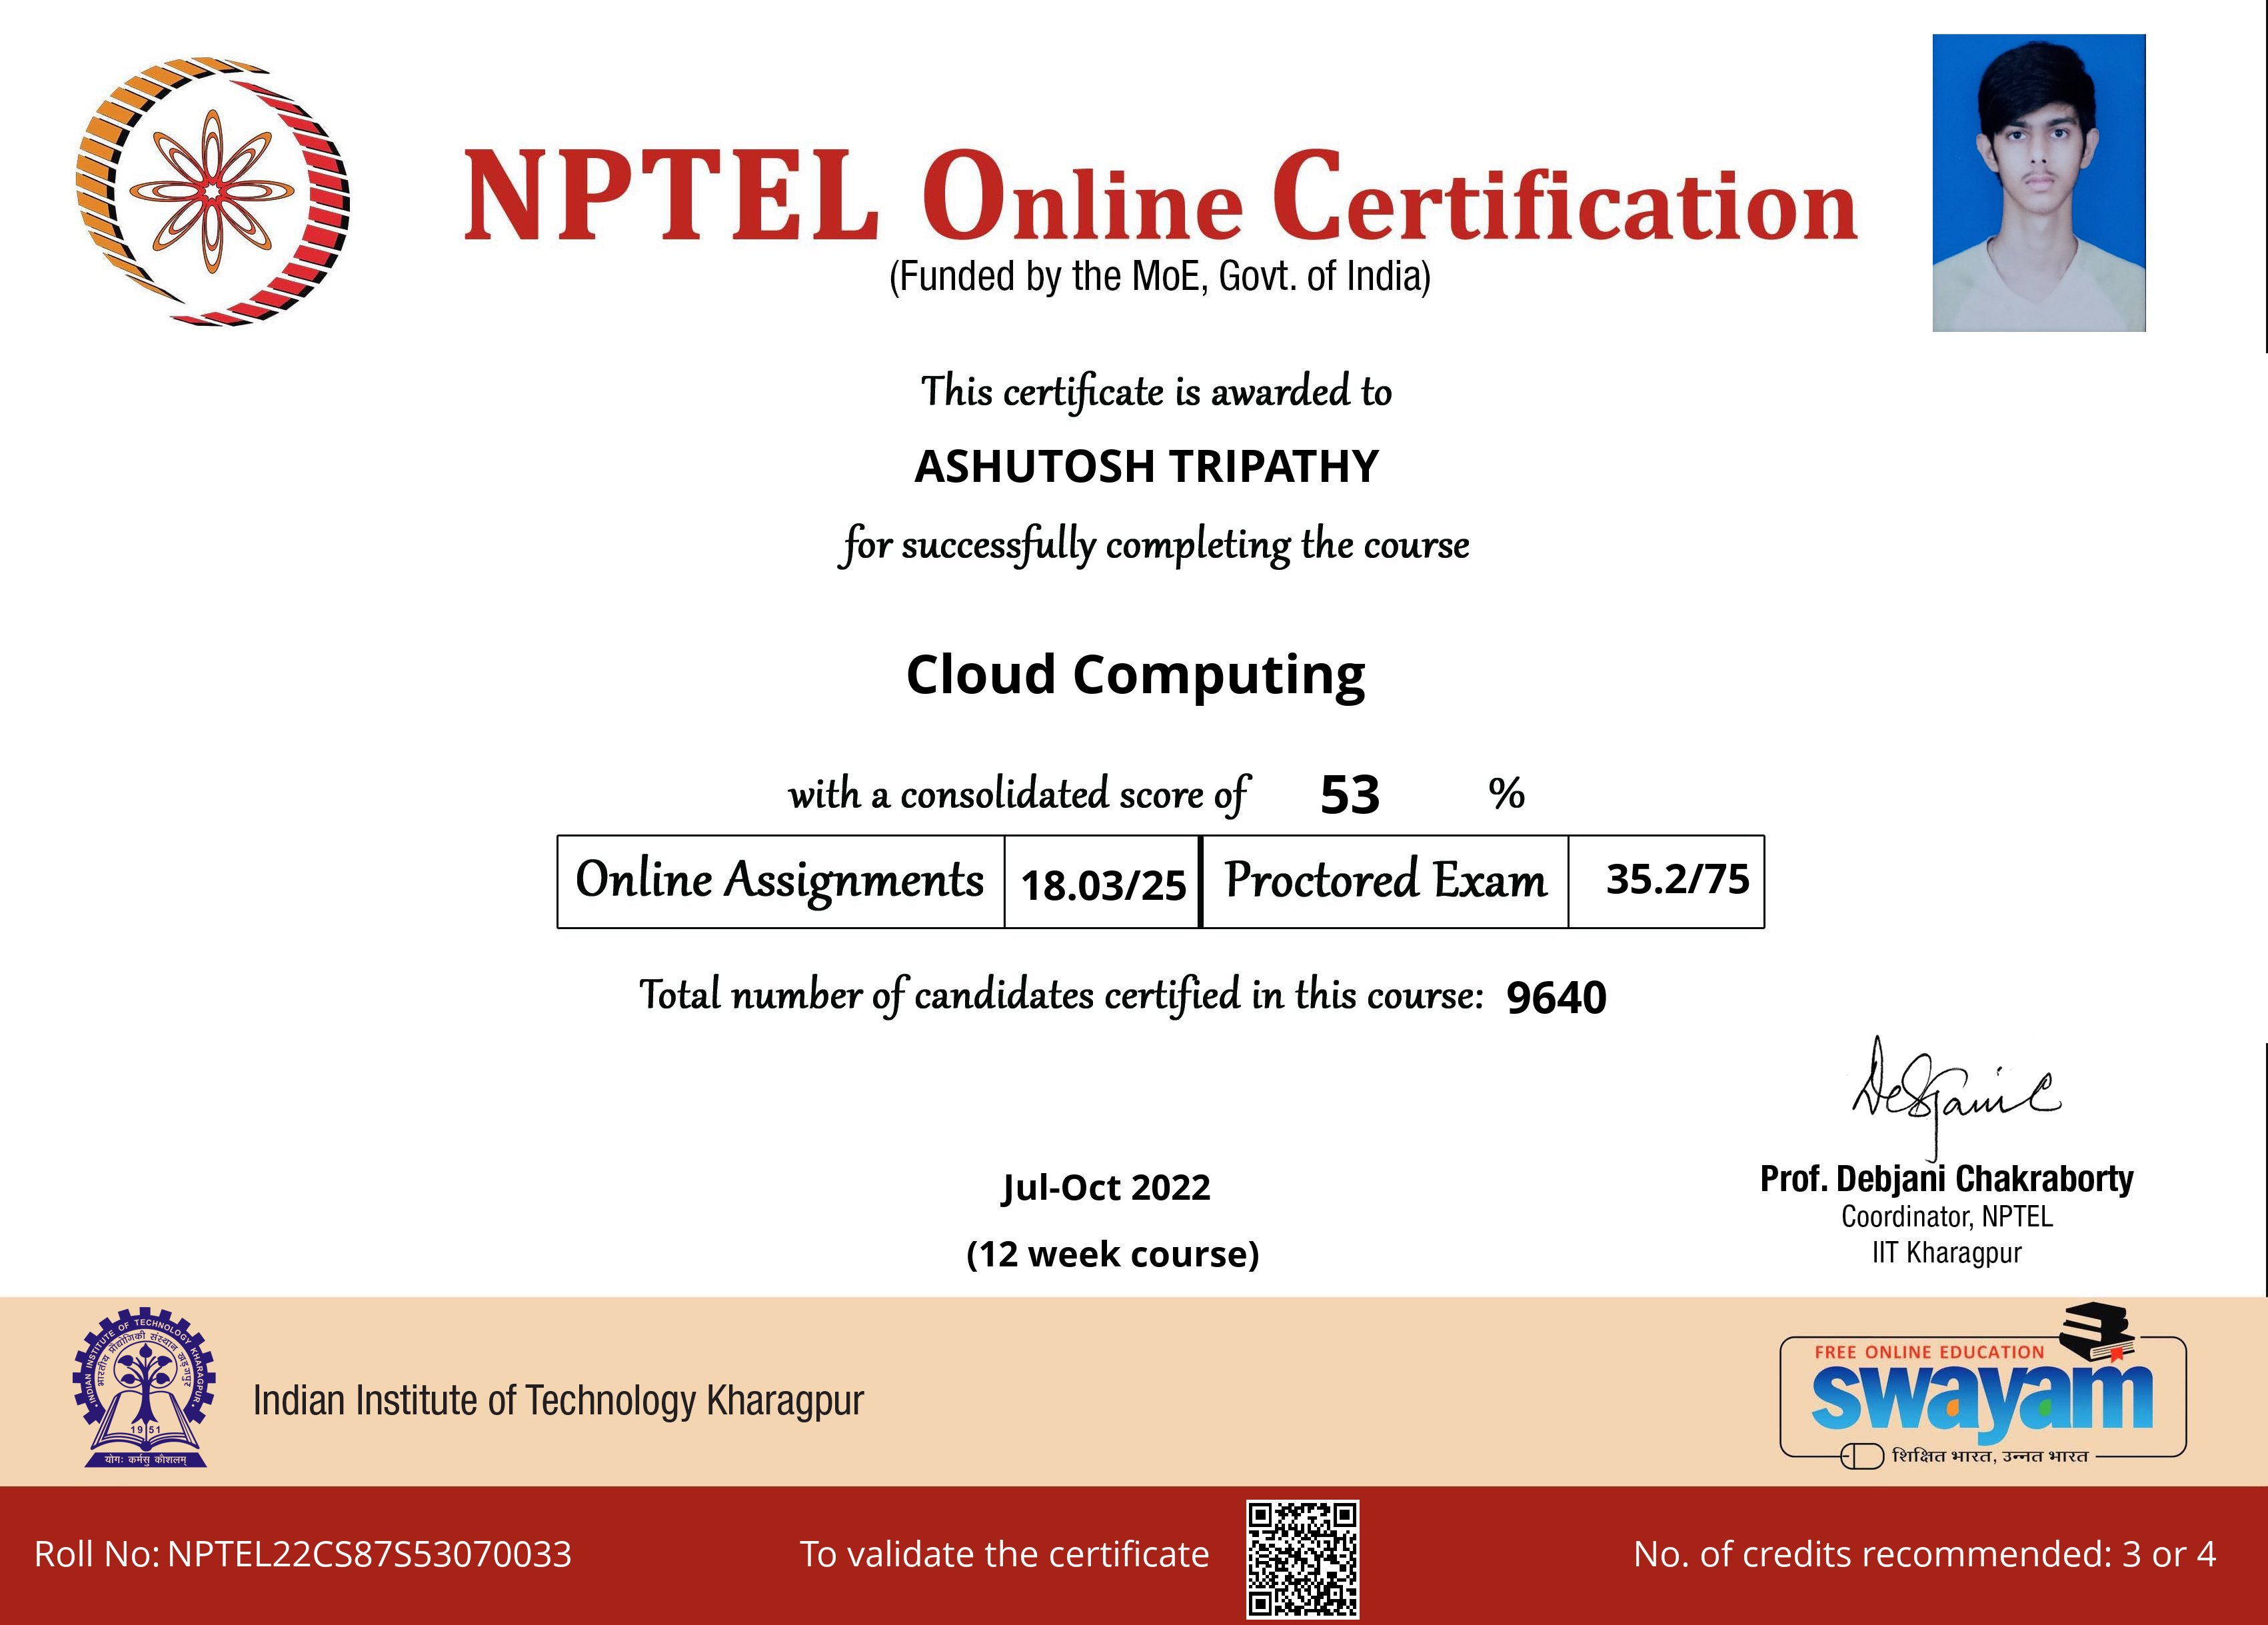 NPTEL Online Certification
(Funded by the MoE, Govt. of India)
This certificate is awarded to
ASHUTOSH TRIPATHY
for successfully completing the course
Cloud Computing
with a consolidated score of 53 %
Online Assignments 18.03/25 Proctored Exam 35.2/75
Total number of candidates certified in this course: 9640
Debjani C
Prof. Debjani Chakraborty
Coordinator, NPTEL
IIT Kharagpur
Jul-Oct 2022
(12 week course)
INDIAN INSTITUTE OF TECHNOLOGY KHARAGPUR
भारतीय प्रौद्योगिकी संस्थान खड़गपुर
1951
योगः कर्मसु कौशलम्
Indian Institute of Technology Kharagpur
FREE ONLINE EDUCATION
swayam
शिक्षित भारत, उन्नत भारत
Roll No: NPTEL22CS87S53070033
To validate the certificate
No. of credits recommended: 3 or 4